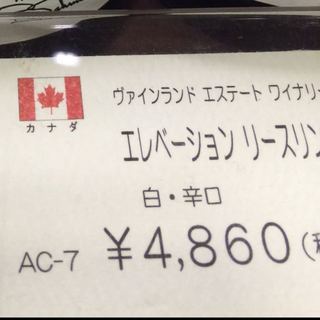 ヴァインランド エステート ワイナリー
カナダ
エレベーション リースリン
白・辛口
AC-7 ¥4,860(税